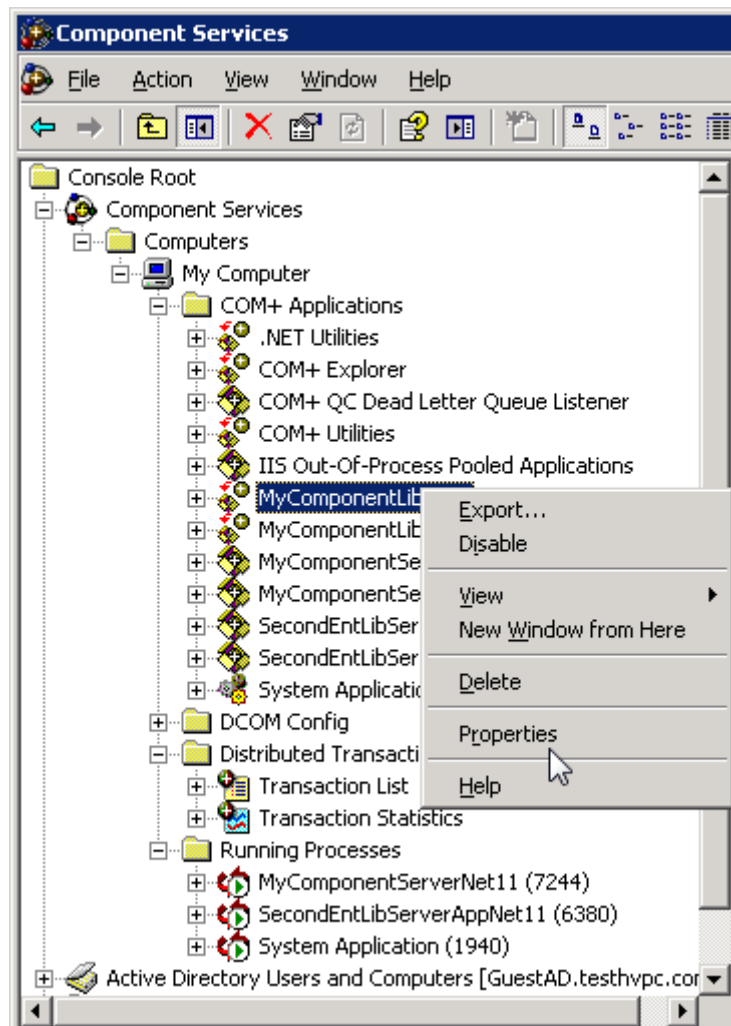 Component Services
File Action View Window Help
Console Root
Component Services
Computers
My Computer
COM+ Applications
.NET Utilities
COM+ Explorer
COM+ QC Dead Letter Queue Listener
COM+ Utilities
IIS Out-Of-Process Pooled Applications
MyComponentLib
MyComponentLib
MyComponentSe
MyComponentSe
SecondEntLibSer
SecondEntLibSer
System Applicatio
DCOM Config
Distributed Transacti
Transaction List
Transaction Statistics
Running Processes
MyComponentServerNet11 (7244)
SecondEntLibServerAppNet11 (6380)
System Application (1940)
Active Directory Users and Computers [GuestAD.testhvpc.cor
Export...
Disable
View
New Window from Here
Delete
Properties
Help